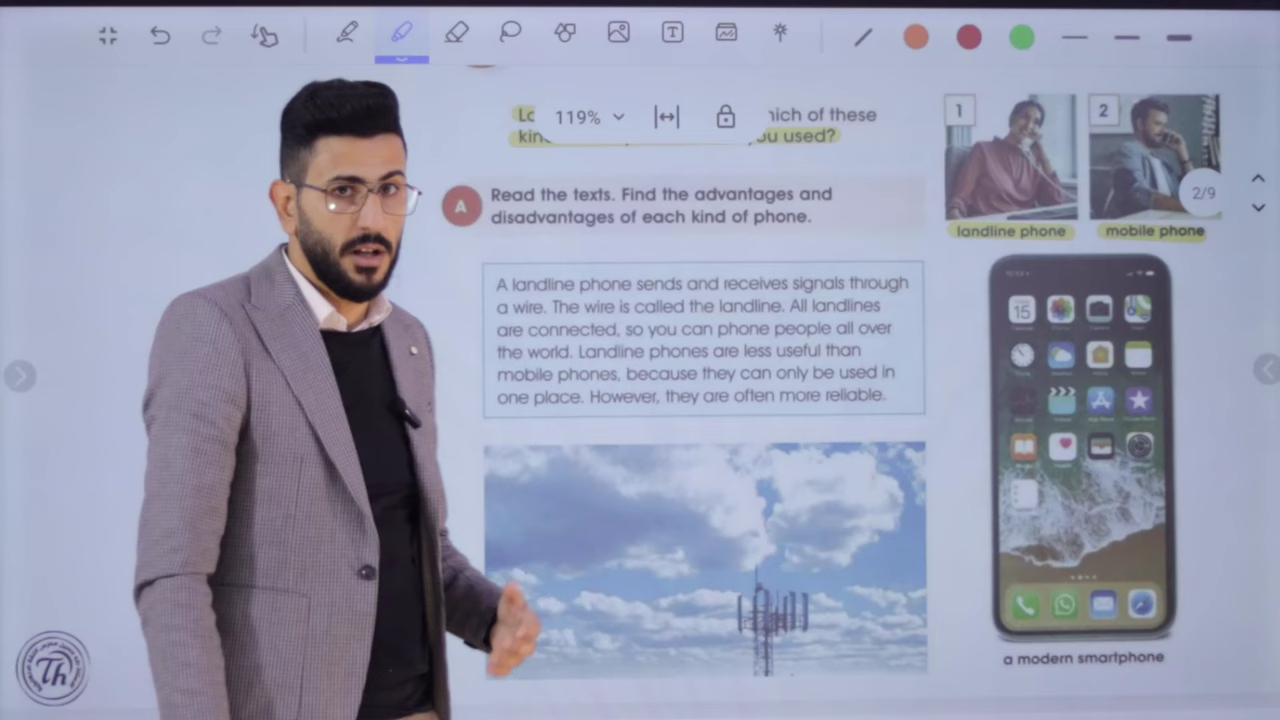 119%
Lo hich of these
kin ou used?
1
2
2/9
landline phone
mobile phone
A
Read the texts. Find the advantages and
disadvantages of each kind of phone.
A landline phone sends and receives signals through
a wire. The wire is called the landline. All landlines
are connected, so you can phone people all over
the world. Landline phones are less useful than
mobile phones, because they can only be used in
one place. However, they are often more reliable.
15
a modern smartphone
Th